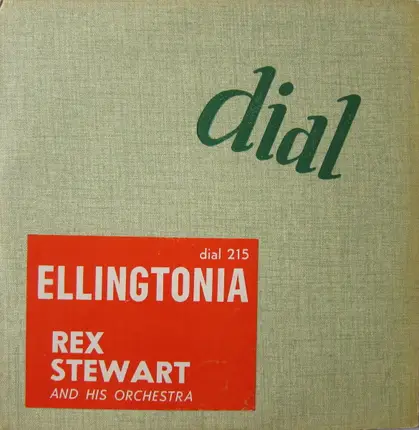 dial
dial 215
ELLINGTONIA
REX
STEWART
AND HIS ORCHESTRA